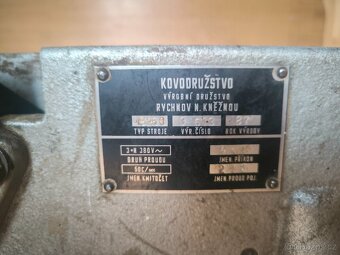 KOVODRUŽSTVO
VÝROBNÍ DRUŽSTVO
RYCHNOV N. KNĚŽNOU
TYP STROJE VÝR. ČÍSLO ROK VÝROBY
3+N 380V~
DRUH PROUDU JMEN. PŘÍKON
50C/sec
JMEN. KMITOČET JMEN. PROUD POJ.